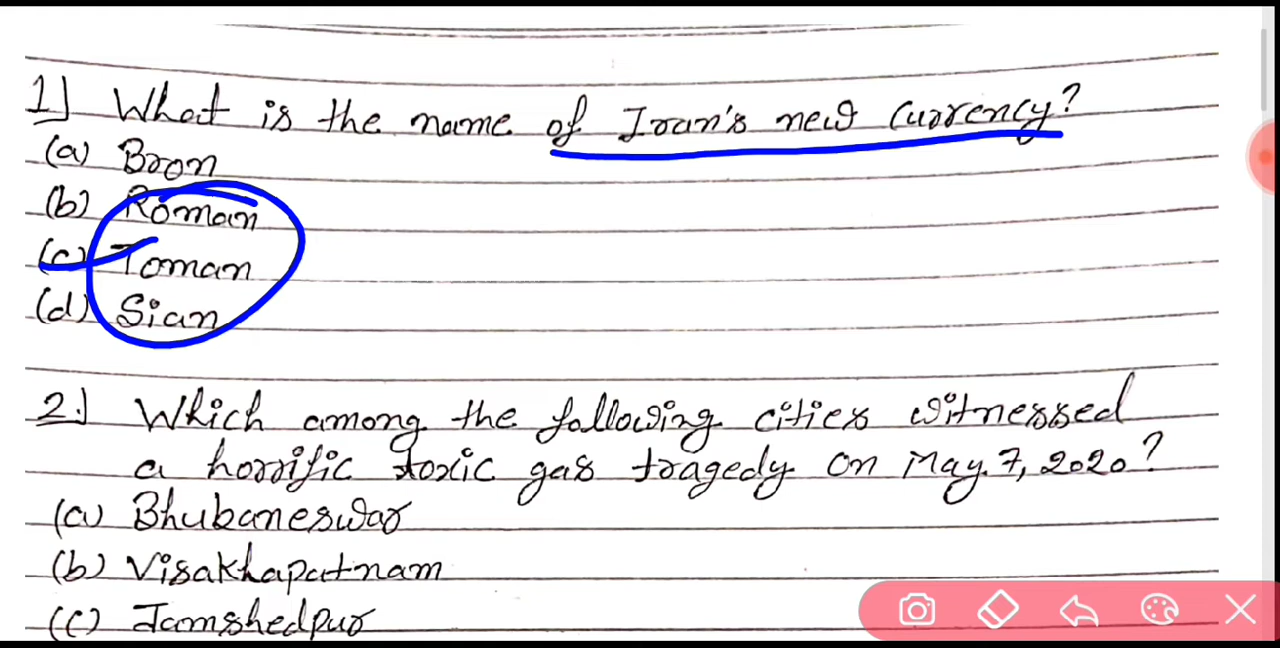 1] What is the name of Iran's new Currency?
(a) Bron
(b) Roman
(c) Toman
(d) Sian
2.] Which among the following cities witnessed
a horrific toxic gas tragedy on May.7, 2020?
(a) Bhubaneswar
(b) Visakhapatnam
(c) Jamshedpur